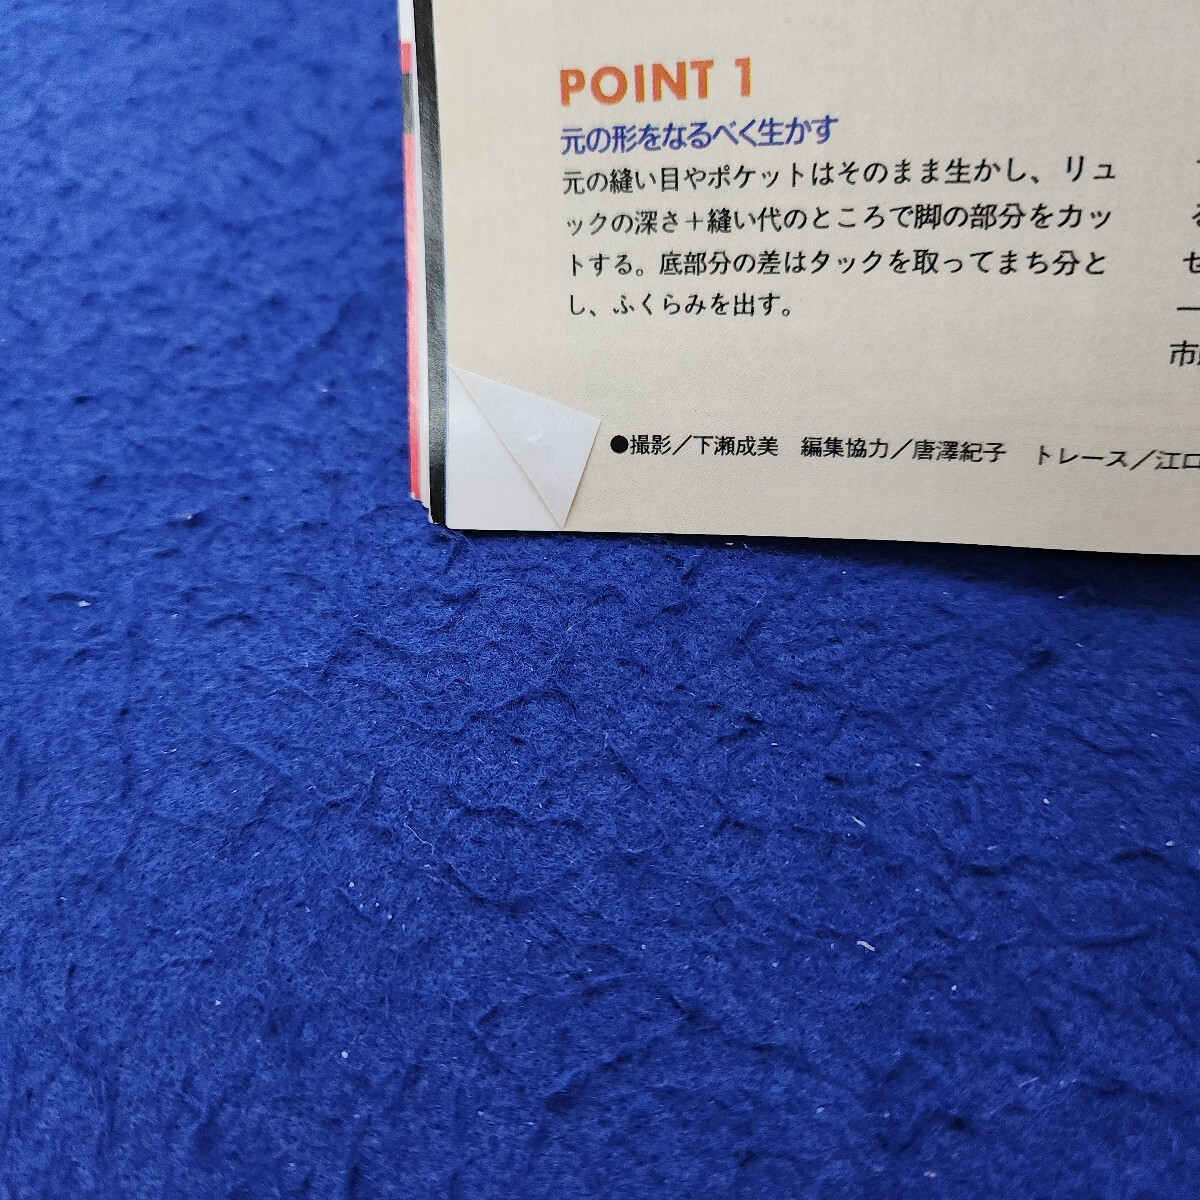 POINT 1
元の形をなるべく生かす
元の縫い目やポケットはそのまま生かし、リュ
ックの深さ＋縫い代のところで脚の部分をカッ
トする。底部分の差はタックを取ってまち分と
し、ふくらみを出す。
●撮影／下瀬成美　編集協力／唐澤紀子　トレース／江口
る
せ
ー
市